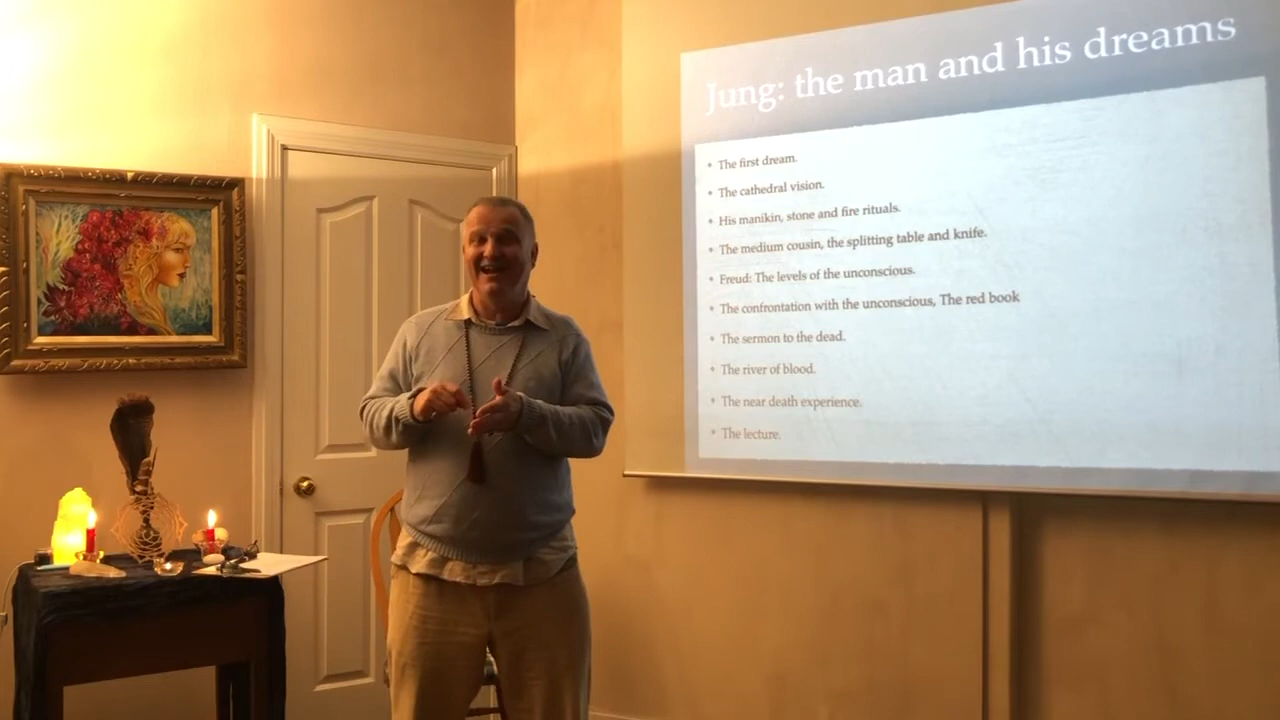 Jung: the man and his dreams
• The first dream.
• The cathedral vision.
• His manikin, stone and fire rituals.
• The medium cousin, the splitting table and knife.
• Freud: The levels of the unconscious.
• The confrontation with the unconscious, The red book
• The sermon to the dead.
• The river of blood.
• The near death experience.
• The lecture.